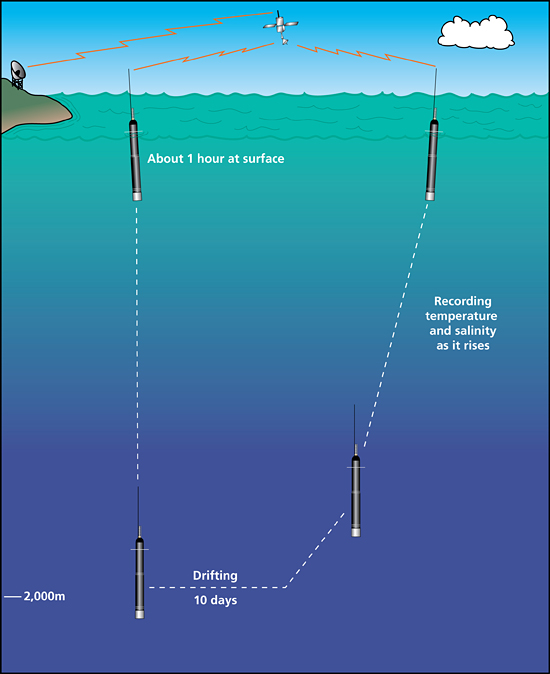 About 1 hour at surface
Recording
temperature
and salinity
as it rises
Drifting
10 days
2,000m